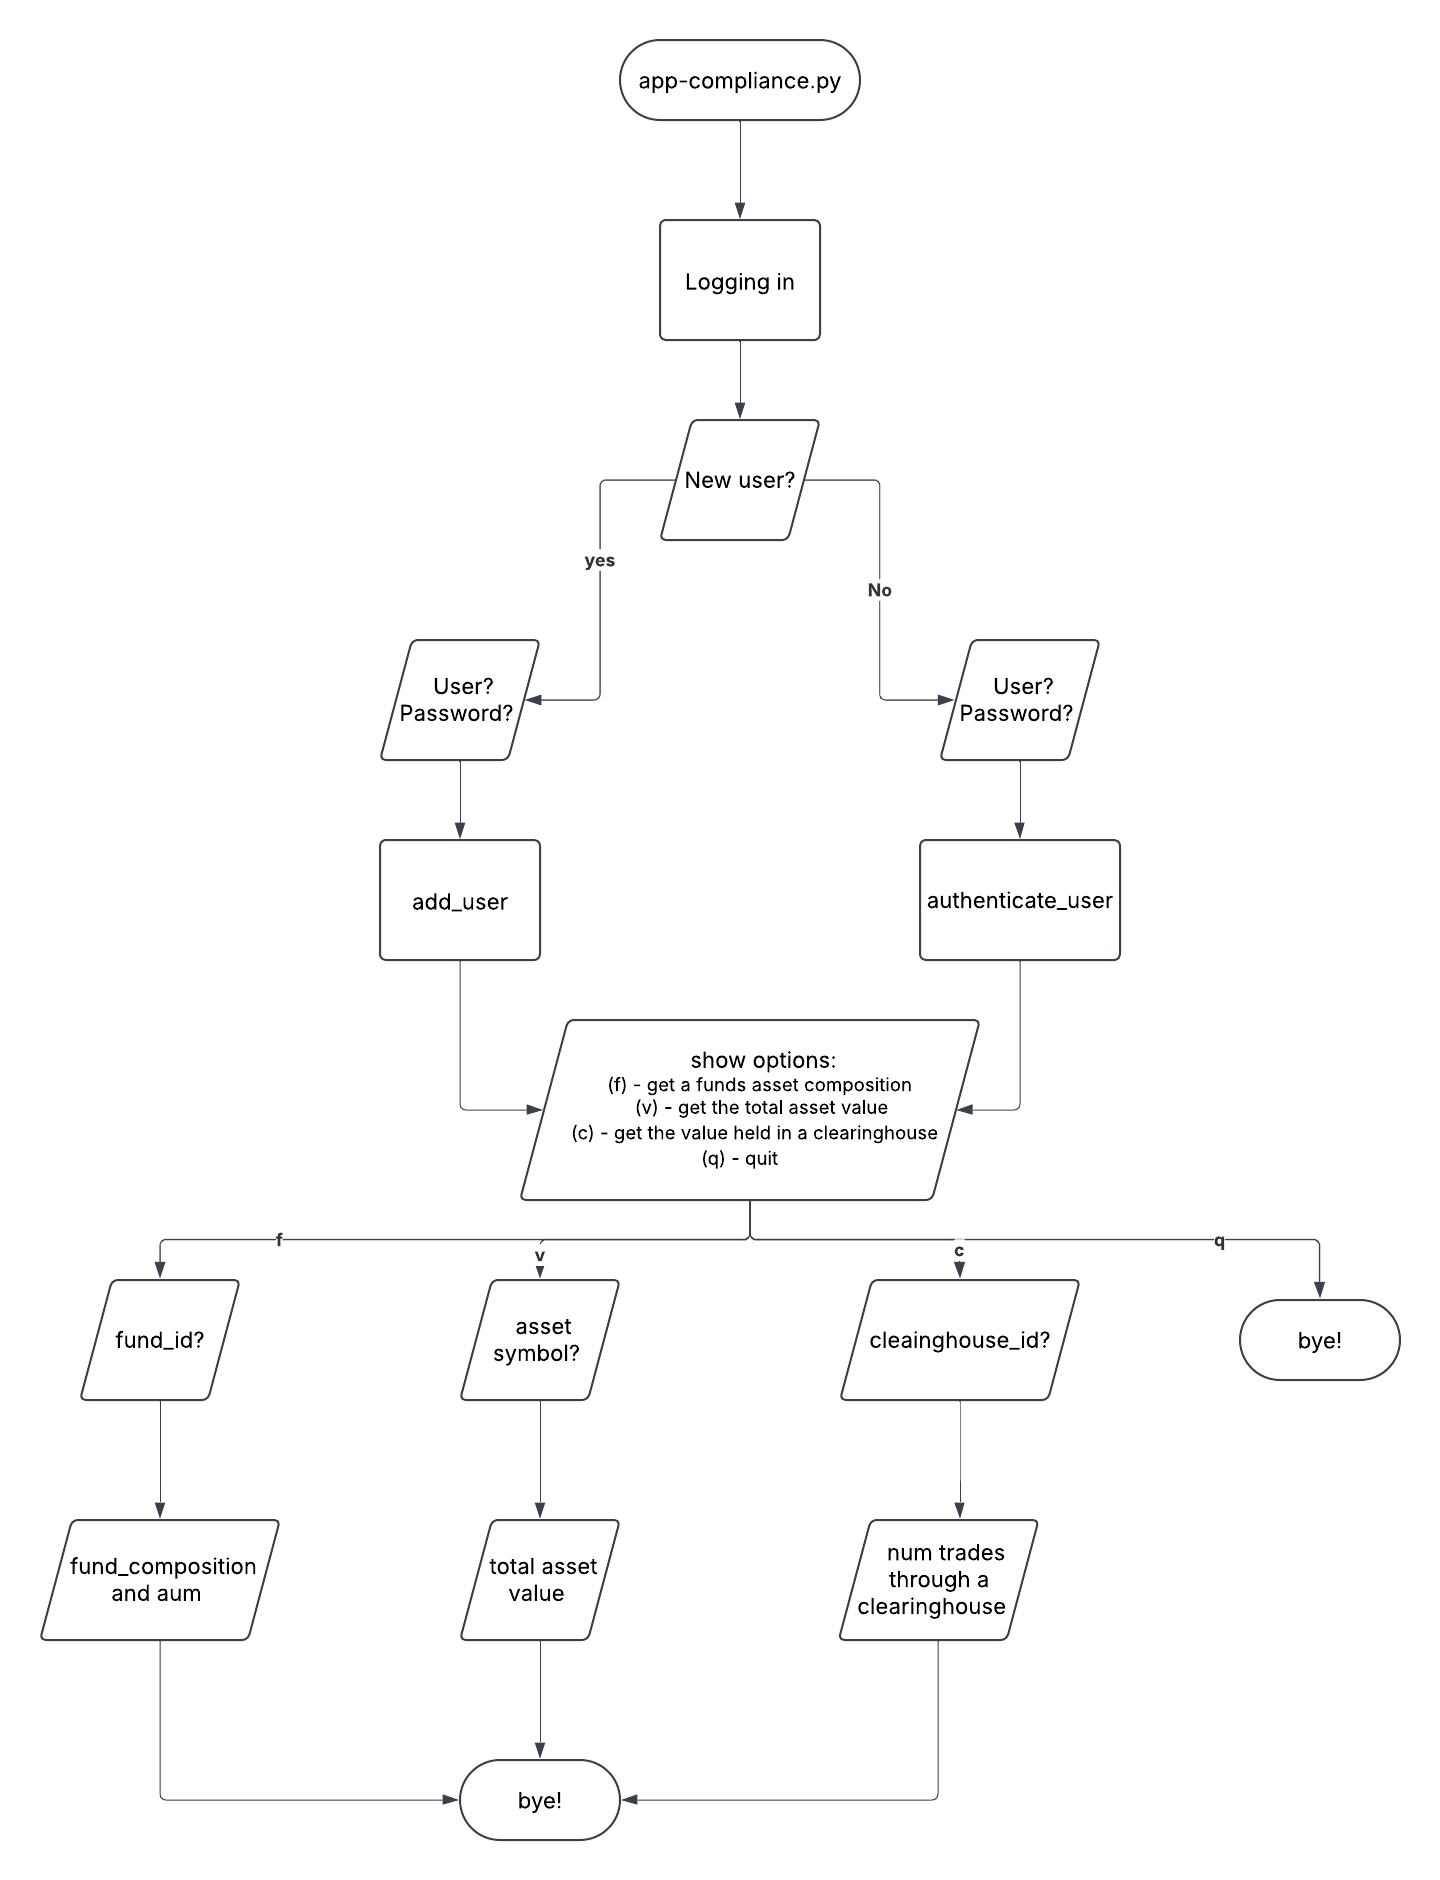 app-compliance.py
Logging in
New user?
yes
No
User?
Password?
User?
Password?
add_user
authenticate_user
show options:
(f) - get a funds asset composition
(v) - get the total asset value
(c) - get the value held in a clearinghouse
(q) - quit
f
v
c
q
fund_id?
asset
symbol?
cleainghouse_id?
bye!
fund_composition
and aum
total asset
value
num trades
through a
clearinghouse
bye!